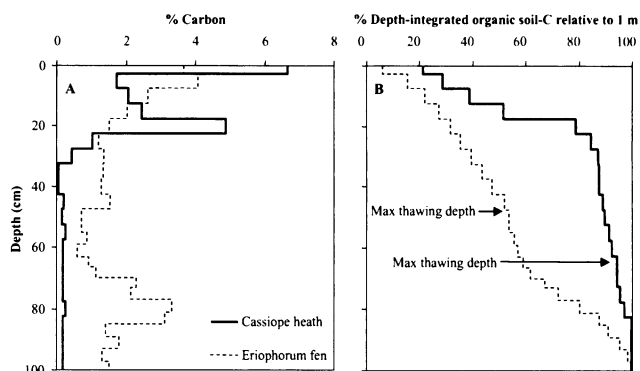 % Carbon
0 2 4 6 8
% Depth-integrated organic soil-C relative to 1 m
0 20 40 60 80 100
0
20
40
60
80
100
Depth (cm)
A
Cassiope heath
Eriophorum fen
B
Max thawing depth
Max thawing depth